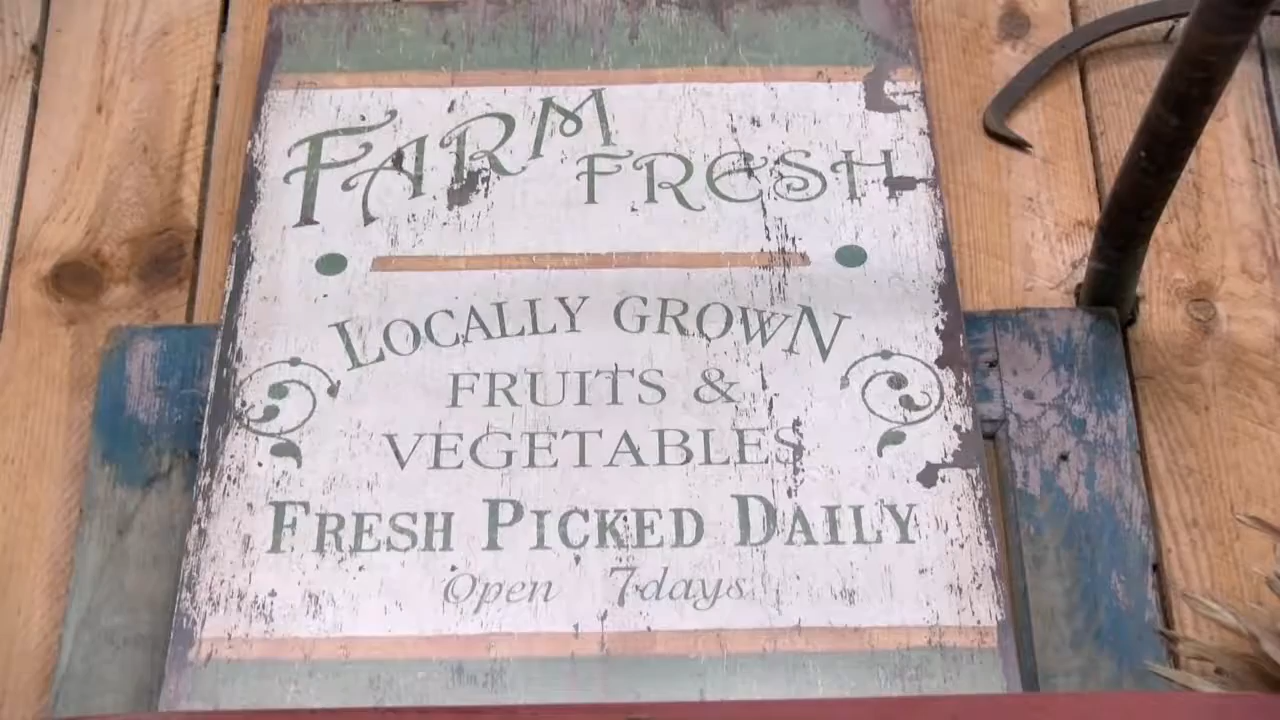 FARM FRESH
LOCALLY GROWN
FRUITS &
VEGETABLES
FRESH PICKED DAILY
Open 7days